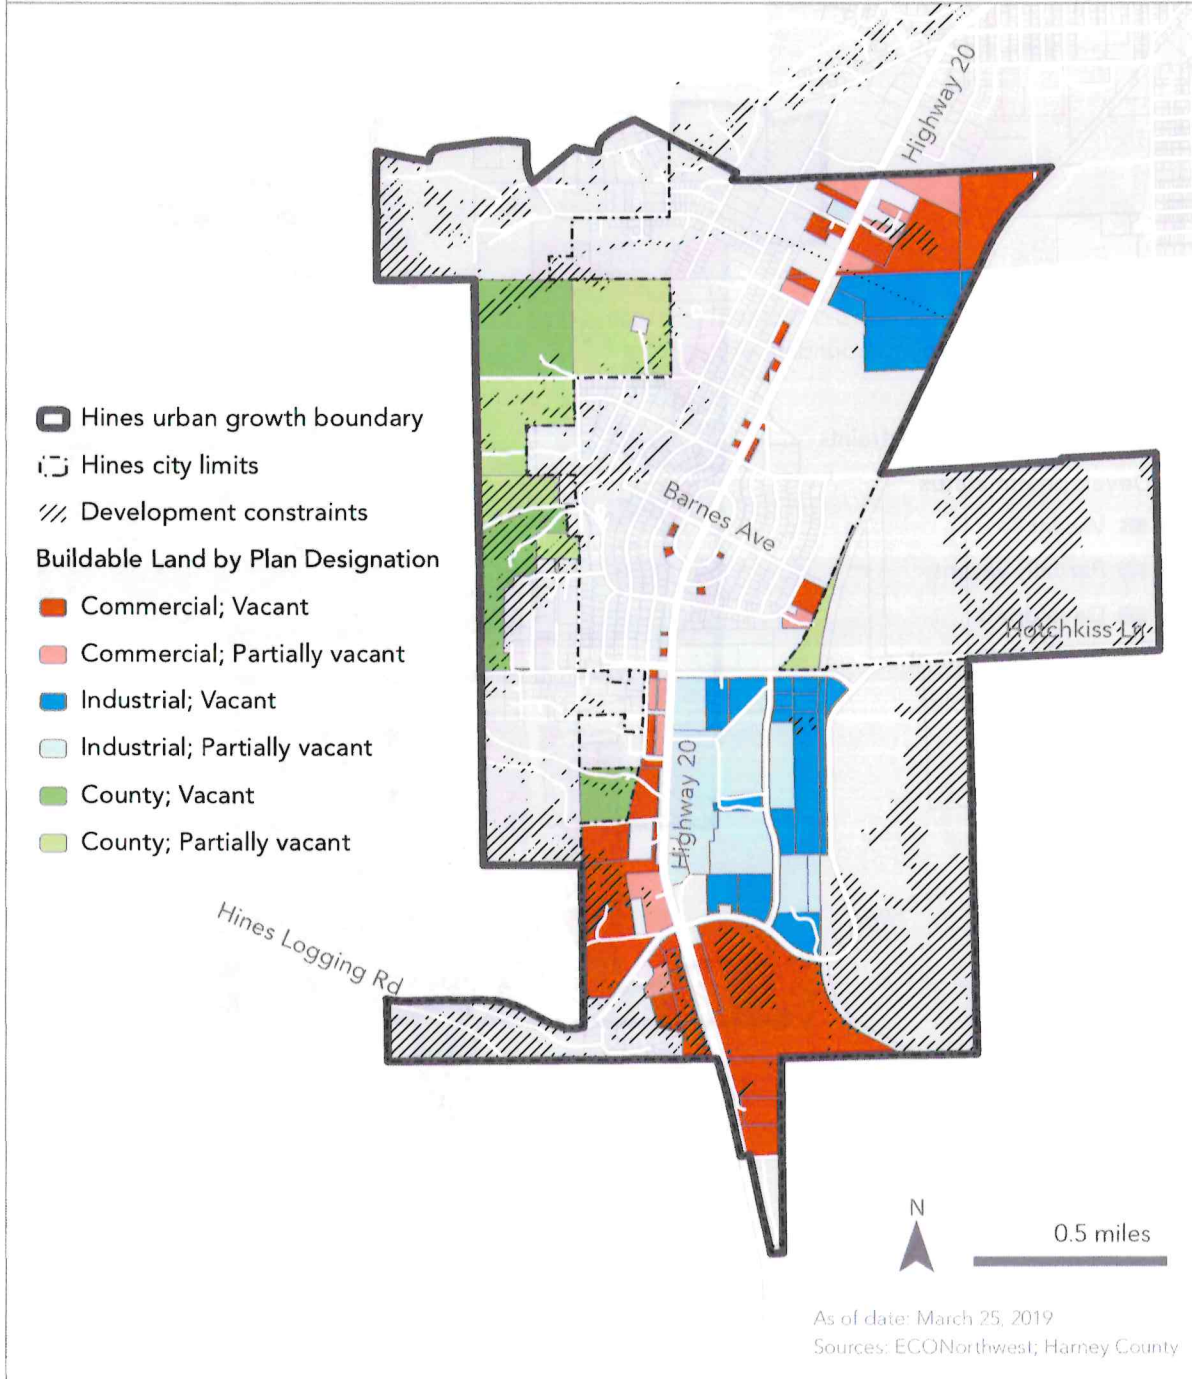 Highway 20
Hines urban growth boundary
Hines city limits
Development constraints
Buildable Land by Plan Designation
Commercial; Vacant
Commercial; Partially vacant
Industrial; Vacant
Industrial; Partially vacant
County; Vacant
County; Partially vacant
Barnes Ave
Hotchkiss Ln
Highway 20
Hines Logging Rd
N
0.5 miles
As of date: March 25, 2019
Sources: ECONorthwest; Harney County